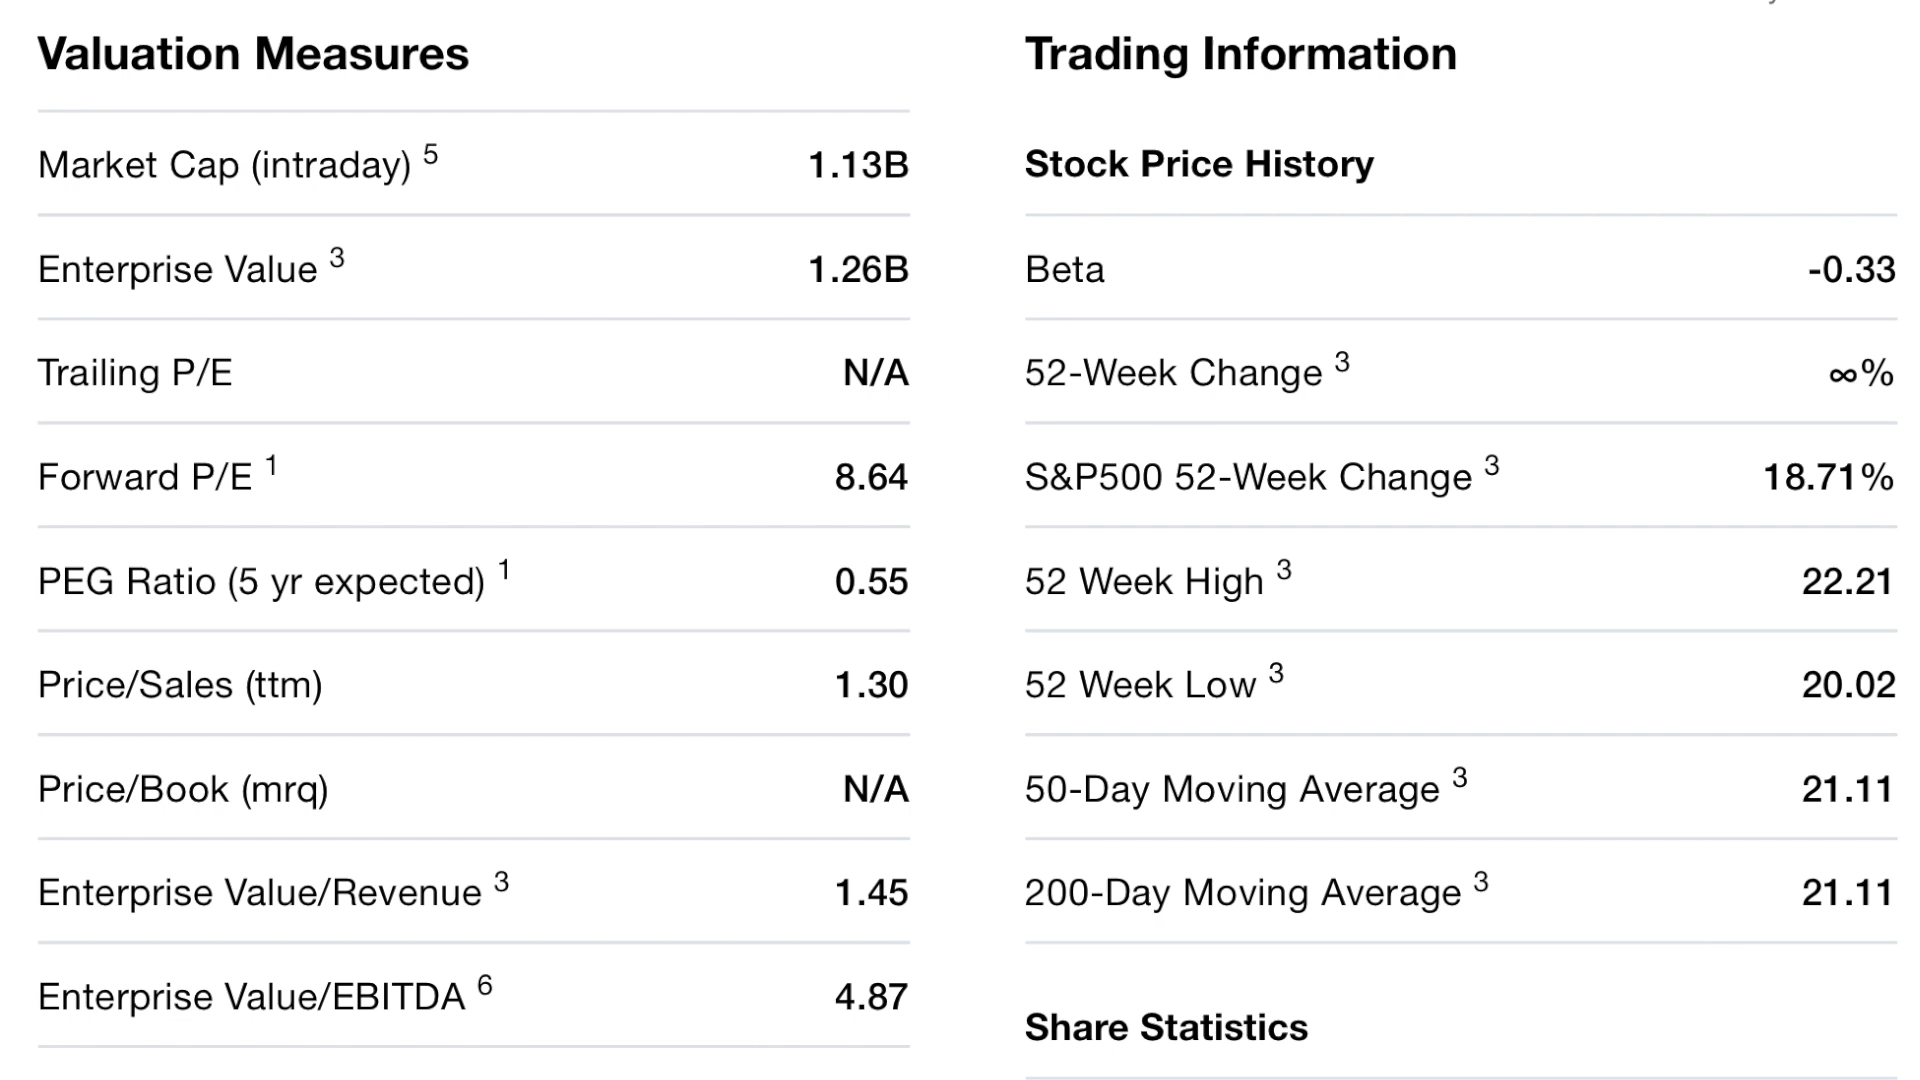 Valuation Measures
Market Cap (intraday) 5 1.13B
Enterprise Value 3 1.26B
Trailing P/E N/A
Forward P/E 1 8.64
PEG Ratio (5 yr expected) 1 0.55
Price/Sales (ttm) 1.30
Price/Book (mrq) N/A
Enterprise Value/Revenue 3 1.45
Enterprise Value/EBITDA 6 4.87
Trading Information
Stock Price History
Beta -0.33
52-Week Change 3 ∞%
S&P500 52-Week Change 3 18.71%
52 Week High 3 22.21
52 Week Low 3 20.02
50-Day Moving Average 3 21.11
200-Day Moving Average 3 21.11
Share Statistics